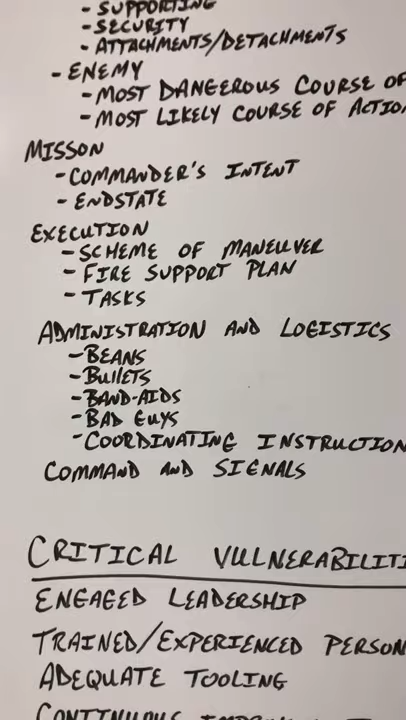 - SUPPORTING
- SECURITY
- ATTACHMENTS/DETACHMENTS
- ENEMY
- MOST DANGEROUS COURSE OF
- MOST LIKELY COURSE OF ACTIO
MISSON
- COMMANDER'S INTENT
- ENDSTATE
EXECUTION
- SCHEME OF MANEUVER
- FIRE SUPPORT PLAN
- TASKS
ADMINISTRATION AND LOGISTICS
- BEANS
- BULLETS
- BAND-AIDS
- BAD GUYS
- COORDINATING INSTRUCTION
COMMAND AND SIGNALS
CRITICAL VULNERABILITI
ENGAGED LEADERSHIP
TRAINED/EXPERIENCED PERSON
ADEQUATE TOOLING
CONTINUOUS